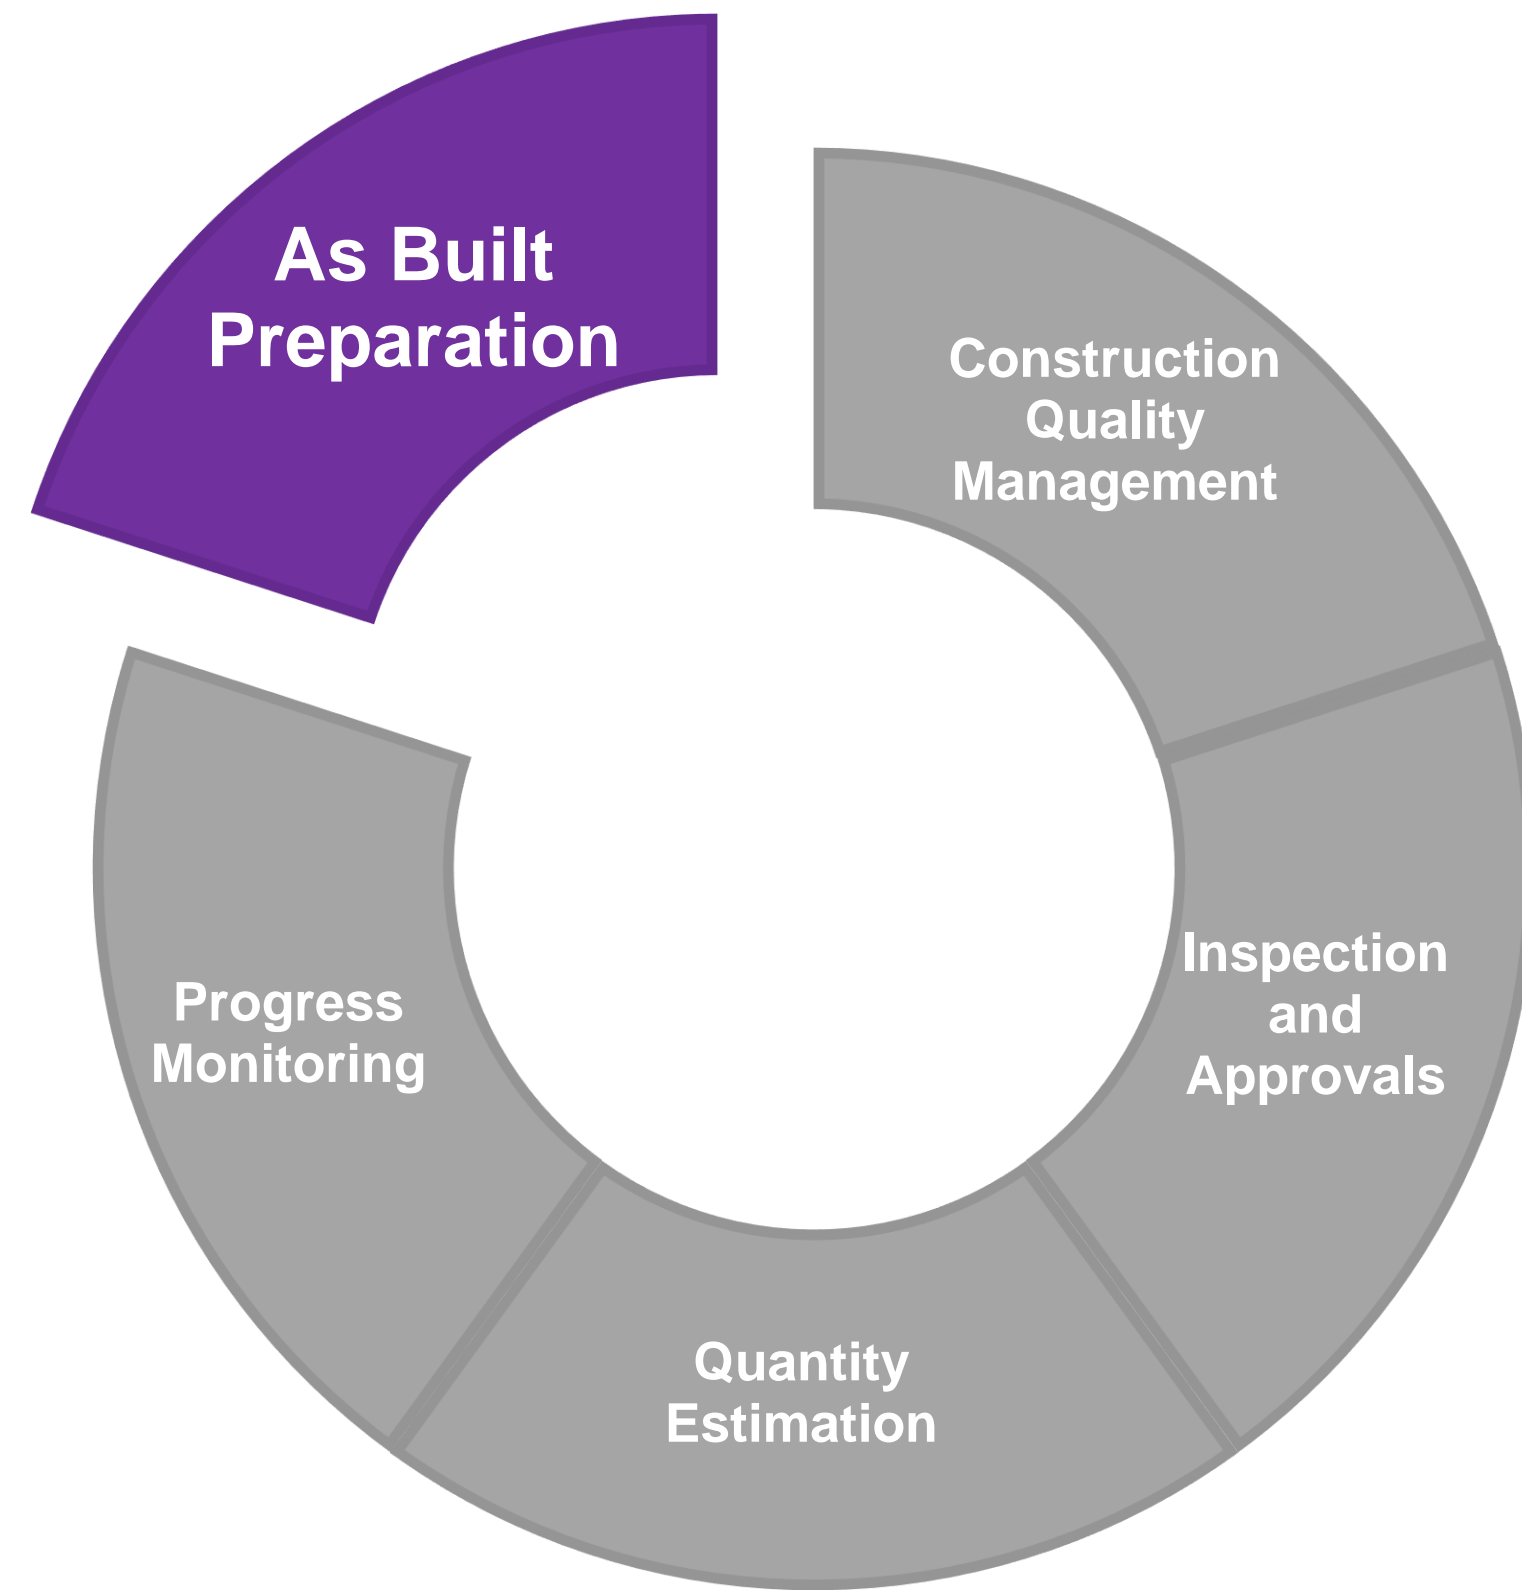 As Built
Preparation
Construction
Quality
Management
Inspection
and
Approvals
Quantity
Estimation
Progress
Monitoring